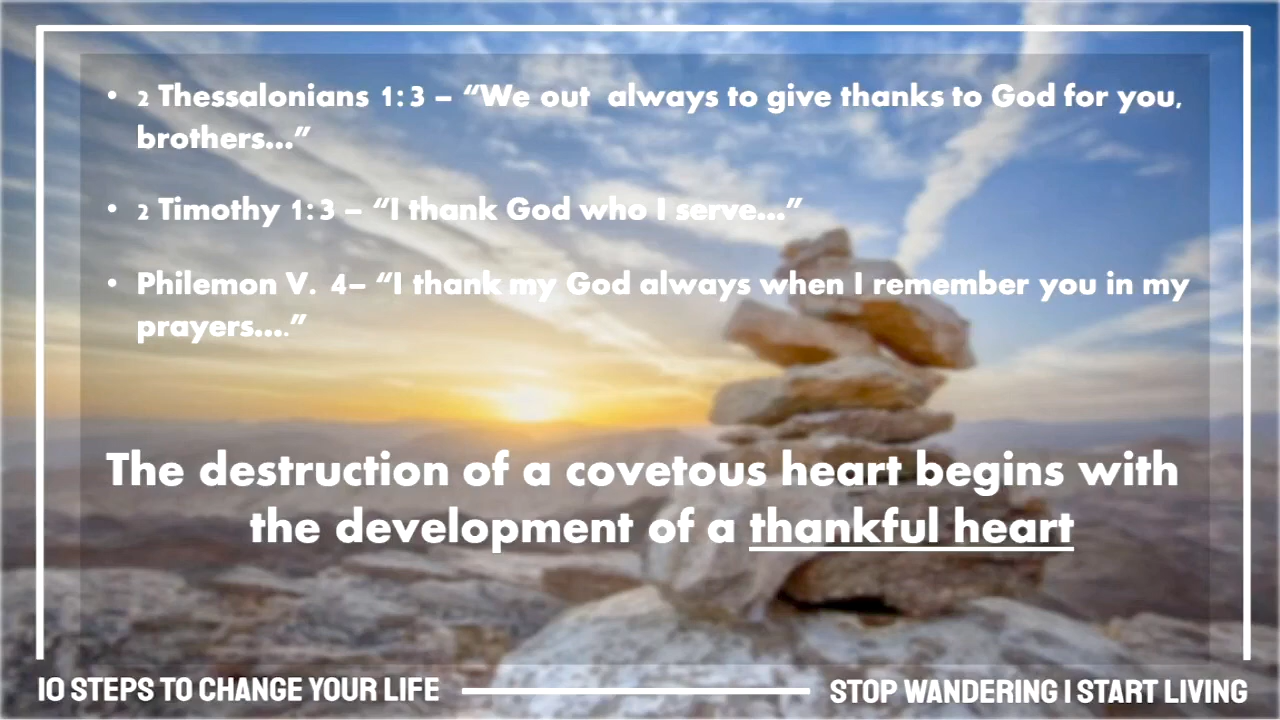 • 2 Thessalonians 1:3 – “We out  always to give thanks to God for you,
brothers…”
• 2 Timothy 1:3 – “I thank God who I serve…”
• Philemon V. 4– “I thank my God always when I remember you in my
prayers….”
The destruction of a covetous heart begins with
the development of a thankful heart
10 STEPS TO CHANGE YOUR LIFE
STOP WANDERING | START LIVING